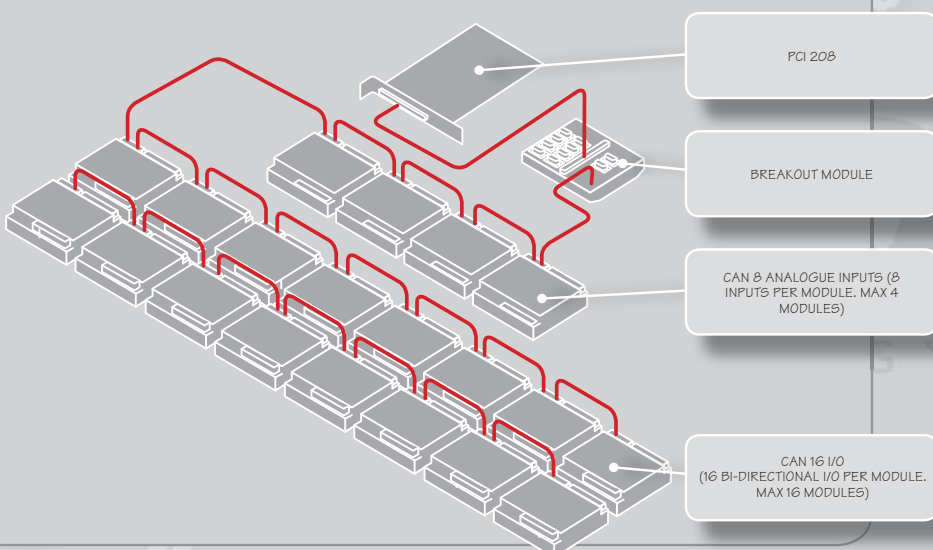 PCI 208
BREAKOUT MODULE
CAN 8 ANALOGUE INPUTS (8
INPUTS PER MODULE. MAX 4
MODULES)
CAN 16 I/O
(16 BI-DIRECTIONAL I/O PER MODULE.
MAX 16 MODULES)